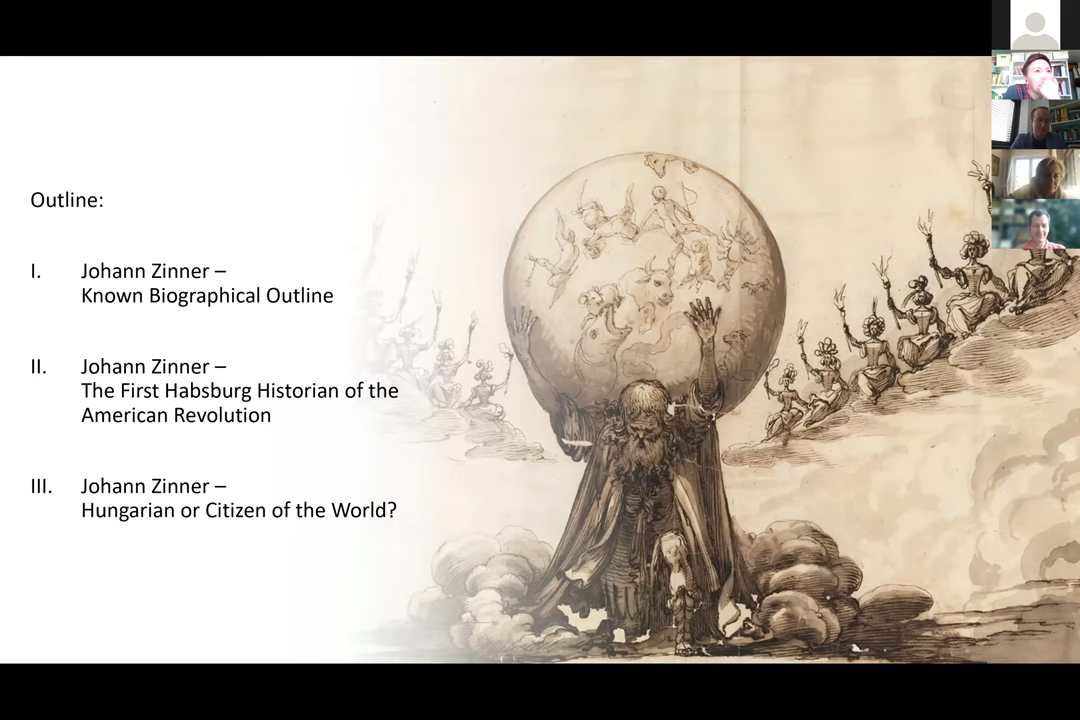 Outline:
I. Johann Zinner –
Known Biographical Outline
II. Johann Zinner –
The First Habsburg Historian of the
American Revolution
III. Johann Zinner –
Hungarian or Citizen of the World?